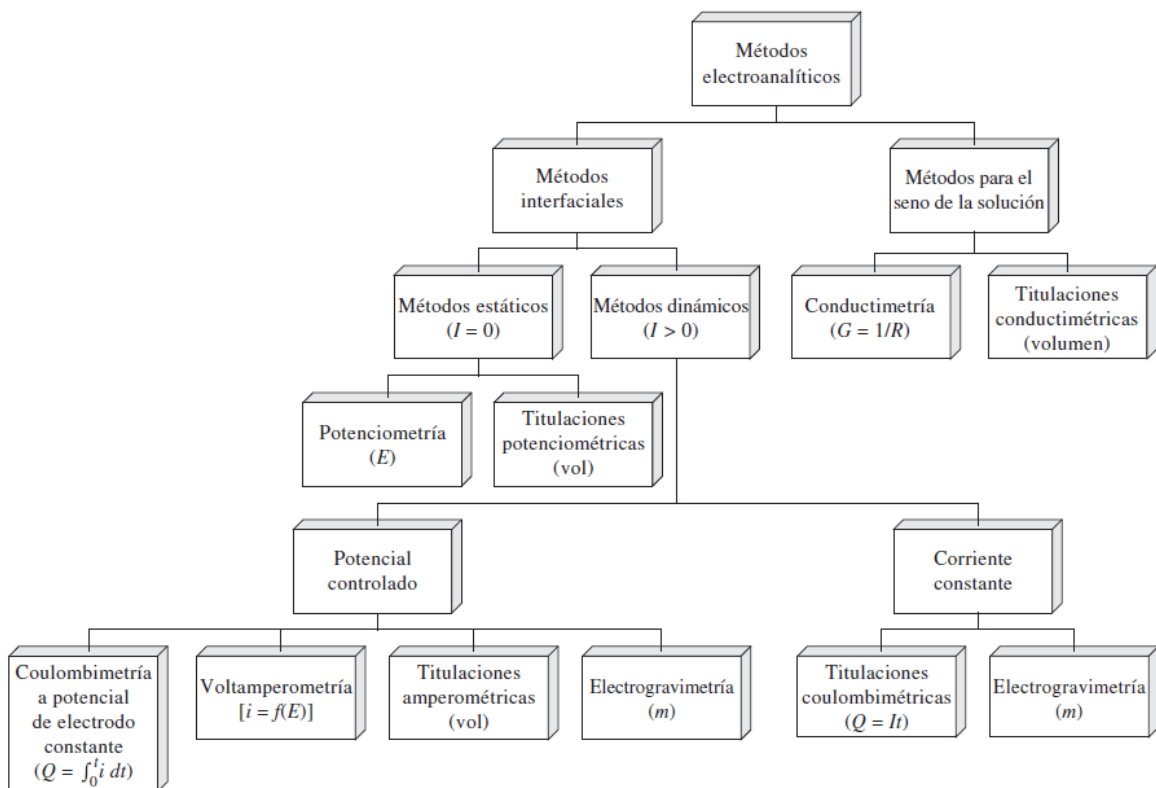 Métodos
electroanalíticos
Métodos
interfaciales
Métodos para el
seno de la solución
Métodos estáticos
(I = 0)
Métodos dinámicos
(I > 0)
Conductimetría
(G = 1/R)
Titulaciones
conductimétricas
(volumen)
Potenciometría
(E)
Titulaciones
potenciométricas
(vol)
Potencial
controlado
Corriente
constante
Coulombimetría
a potencial
de electrodo
constante
(Q = ∫₀ᵗ i dt)
Voltamperometría
[i = f(E)]
Titulaciones
amperométricas
(vol)
Electrogravimetría
(m)
Titulaciones
coulombimétricas
(Q = It)
Electrogravimetría
(m)